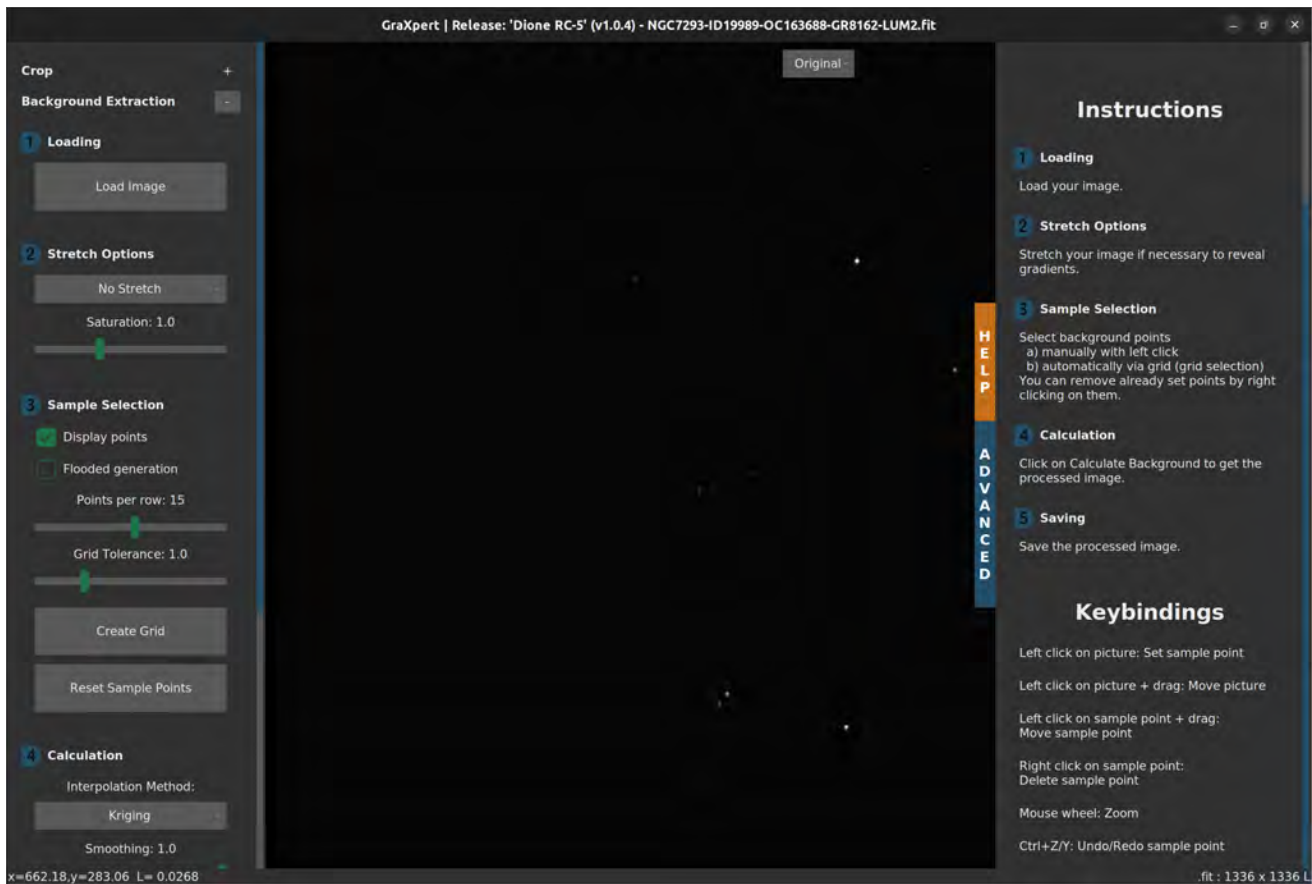 GraXpert | Release: 'Dione RC-5' (v1.0.4) - NGC7293-ID19989-OC163688-GR8162-LUM2.fit
Crop +
Background Extraction -
1 Loading
Load Image
2 Stretch Options
No Stretch
Saturation: 1.0
3 Sample Selection
Display points
Flooded generation
Points per row: 15
Grid Tolerance: 1.0
Create Grid
Reset Sample Points
4 Calculation
Interpolation Method:
Kriging
Smoothing: 1.0
x=662.18,y=283.06 L= 0.0268
Original
HELP
ADVANCED
Instructions
1 Loading
Load your image.
2 Stretch Options
Stretch your image if necessary to reveal
gradients.
3 Sample Selection
Select background points
a) manually with left click
b) automatically via grid (grid selection)
You can remove already set points by right
clicking on them.
4 Calculation
Click on Calculate Background to get the
processed image.
5 Saving
Save the processed image.
Keybindings
Left click on picture: Set sample point
Left click on picture + drag: Move picture
Left click on sample point + drag:
Move sample point
Right click on sample point:
Delete sample point
Mouse wheel: Zoom
Ctrl+Z/Y: Undo/Redo sample point
.fit : 1336 x 1336 L